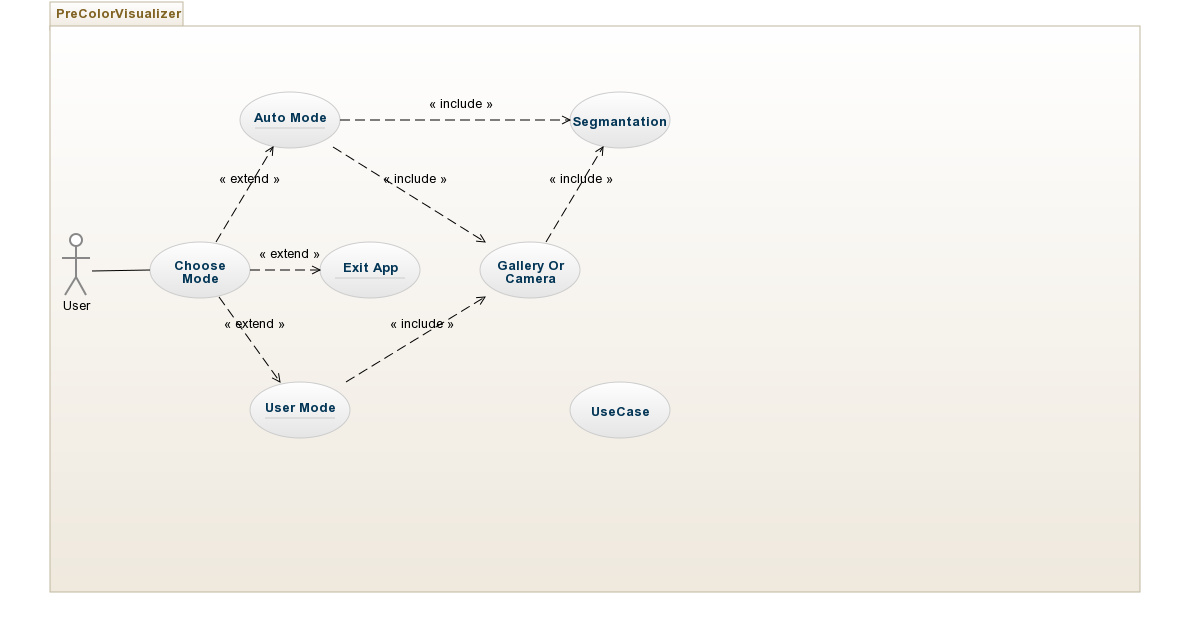 PreColorVisualizer
« include »
Auto Mode
Segmantation
« extend »
« include »
« include »
« extend »
Choose
Mode
Exit App
Gallery Or
Camera
User
« extend »
« include »
User Mode
UseCase